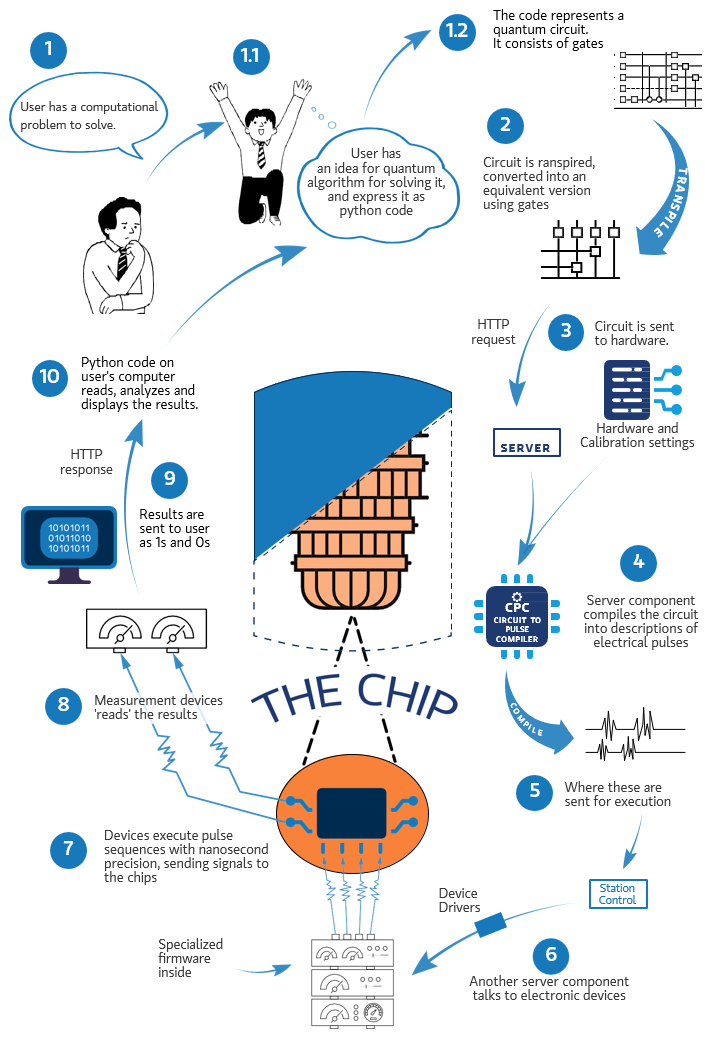 1
User has a computational
problem to solve.
1.1
User has
an idea for quantum
algorithm for solving it,
and express it as
python code
1.2
The code represents a
quantum circuit.
It consists of gates
TRANSPILE
2
Circuit is ranspired,
converted into an
equivalent version
using gates
HTTP
request
3
Circuit is sent
to hardware.
Hardware and
Calibration settings
SERVER
4
Server component
compiles the circuit
into descriptions of
electrical pulses
CPC
CIRCUIT TO
PULSE
COMPILER
COMPILE
5
Where these are
sent for execution
Station
Control
Device
Drivers
6
Another server component
talks to electronic devices
Specialized
firmware
inside
7
Devices execute pulse
sequences with nanosecond
precision, sending signals to
the chips
THE CHIP
8
Measurement devices
'reads' the results
9
Results are
sent to user
as 1s and 0s
10101011
01011010
10101011
HTTP
response
10
Python code on
user's computer
reads, analyzes and
displays the results.